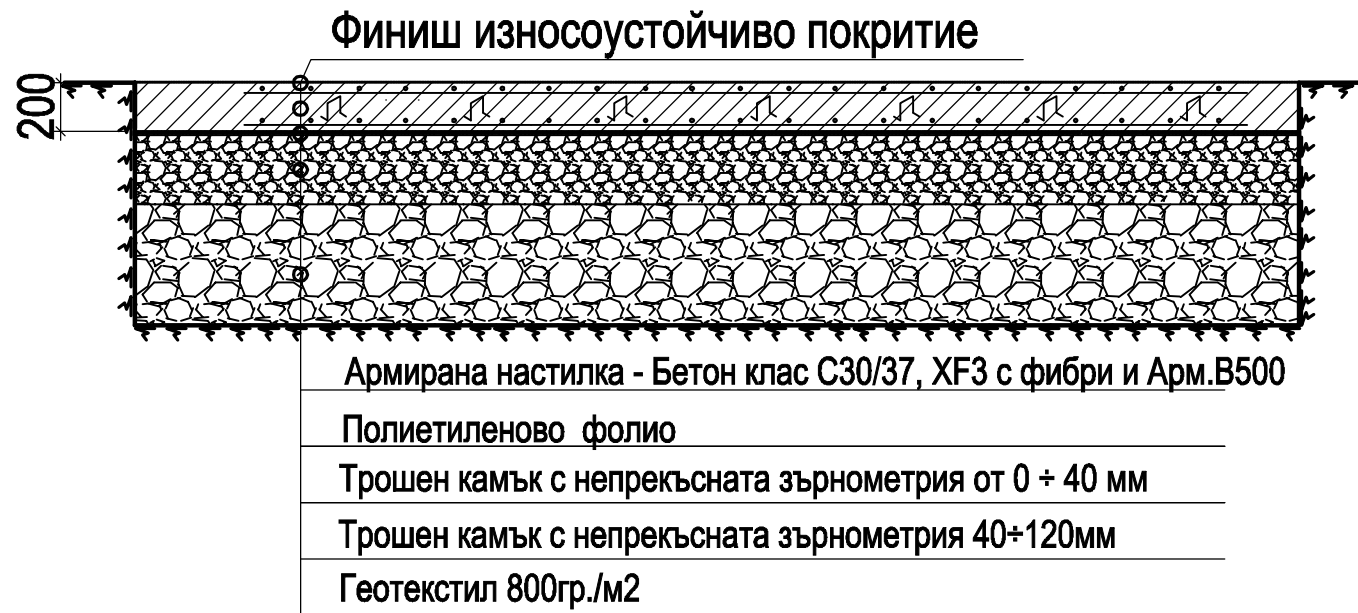 Финиш износоустойчиво покритие
200
Армирана настилка - Бетон клас C30/37, XF3 с фибри и Арм.B500
Полиетиленово фолио
Трошен камък с непрекъсната зърнометрия от 0 ÷ 40 мм
Трошен камък с непрекъсната зърнометрия 40÷120мм
Геотекстил 800гр./м2